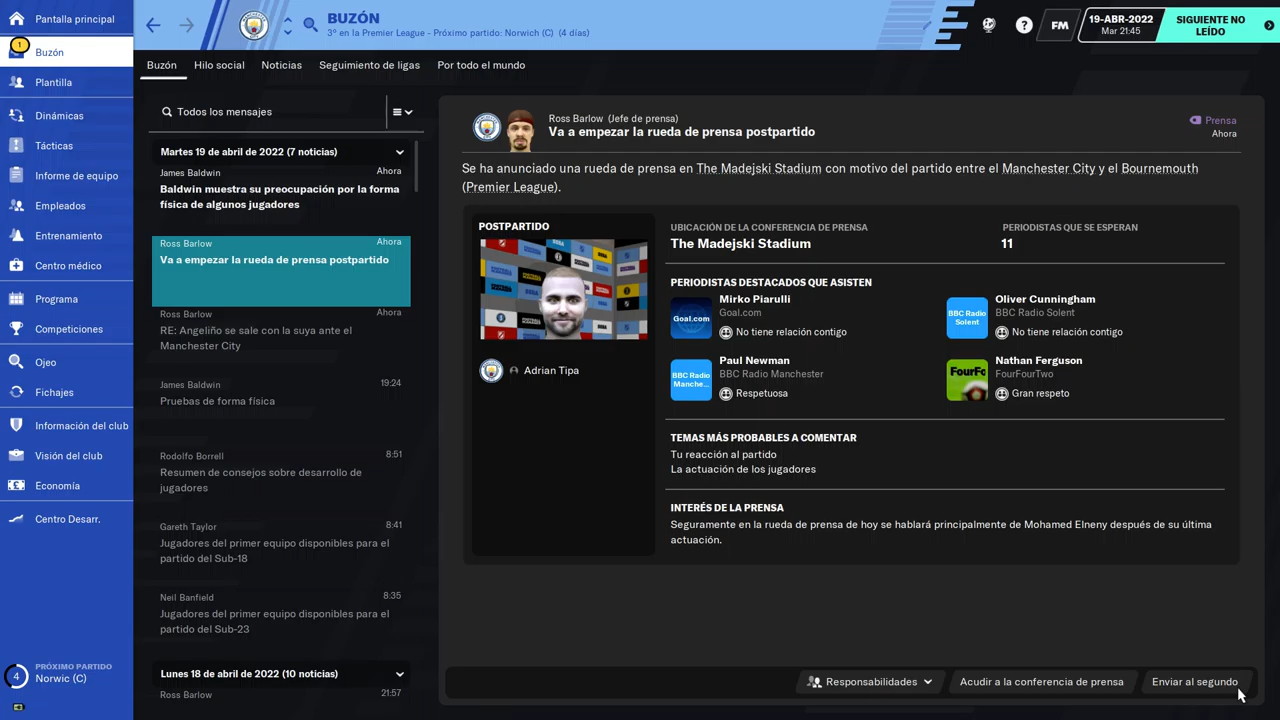 Pantalla principal
1
Buzón
Plantilla
Dinámicas
Tácticas
Informe de equipo
Empleados
Entrenamiento
Centro médico
Programa
Competiciones
Ojeo
Fichajes
Información del club
Visión del club
Economía
Centro Desarr.
4
PRÓXIMO PARTIDO
Norwic (C)
BUZÓN
3º en la Premier League - Próximo partido: Norwich (C) (4 días)
FM
19-ABR-2022
Mar 21:45
SIGUIENTE NO
LEÍDO
Buzón
Hilo social
Noticias
Seguimiento de ligas
Por todo el mundo
Todos los mensajes
Martes 19 de abril de 2022 (7 noticias)
James Baldwin
Ahora
Baldwin muestra su preocupación por la forma
física de algunos jugadores
Ross Barlow
Ahora
Va a empezar la rueda de prensa postpartido
Ross Barlow
Ahora
RE: Angeliño se sale con la suya ante el
Manchester City
James Baldwin
19:24
Pruebas de forma física
Rodolfo Borrell
8:51
Resumen de consejos sobre desarrollo de
jugadores
Gareth Taylor
8:41
Jugadores del primer equipo disponibles para el
partido del Sub-18
Neil Banfield
8:35
Jugadores del primer equipo disponibles para el
partido del Sub-23
Lunes 18 de abril de 2022 (10 noticias)
Ross Barlow
21:57
Ross Barlow (Jefe de prensa)
Va a empezar la rueda de prensa postpartido
Prensa
Ahora
Se ha anunciado una rueda de prensa en The Madejski Stadium con motivo del partido entre el Manchester City y el Bournemouth
(Premier League).
POSTPARTIDO
Adrian Tipa
UBICACIÓN DE LA CONFERENCIA DE PRENSA
The Madejski Stadium
PERIODISTAS QUE SE ESPERAN
11
PERIODISTAS DESTACADOS QUE ASISTEN
Goal.com
Mirko Piarulli
Goal.com
No tiene relación contigo
BBC Radio
Solent
Oliver Cunningham
BBC Radio Solent
No tiene relación contigo
BBC Radio
Manche...
Paul Newman
BBC Radio Manchester
Respetuosa
FourFo
Nathan Ferguson
FourFourTwo
Gran respeto
TEMAS MÁS PROBABLES A COMENTAR
Tu reacción al partido
La actuación de los jugadores
INTERÉS DE LA PRENSA
Seguramente en la rueda de prensa de hoy se hablará principalmente de Mohamed Elneny después de su última
actuación.
Responsabilidades
Acudir a la conferencia de prensa
Enviar al segundo